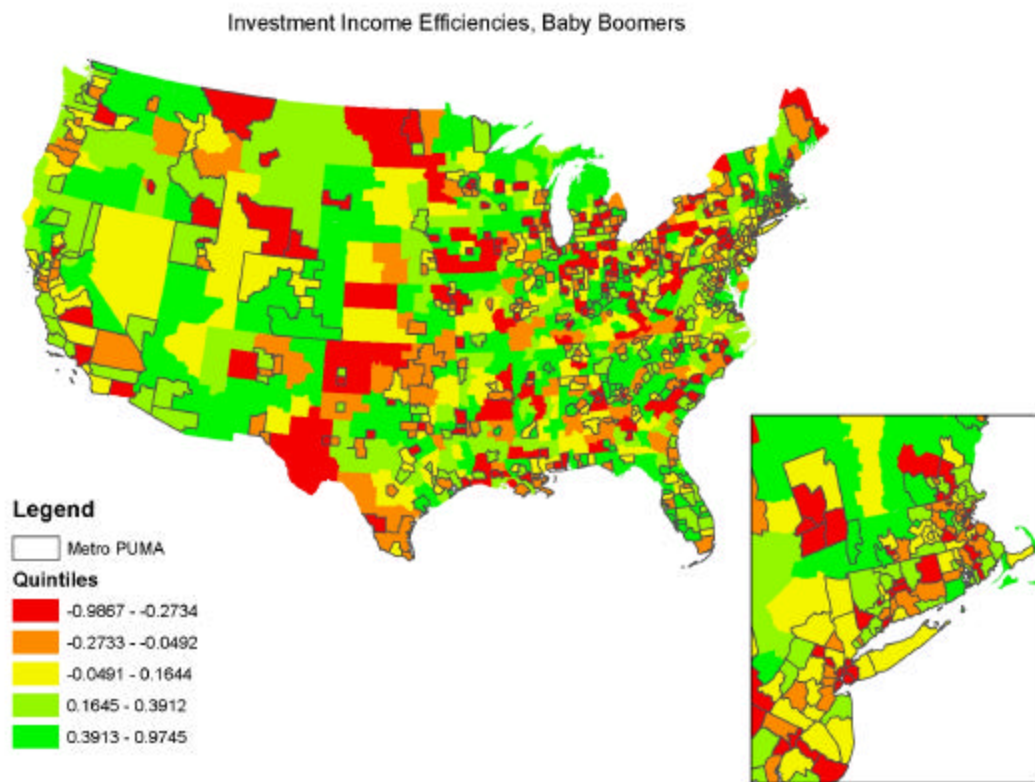 Investment Income Efficiencies, Baby Boomers
Legend
Metro PUMA
Quintiles
-0.9867 - -0.2734
-0.2733 - -0.0492
-0.0491 - 0.1644
0.1645 - 0.3912
0.3913 - 0.9745